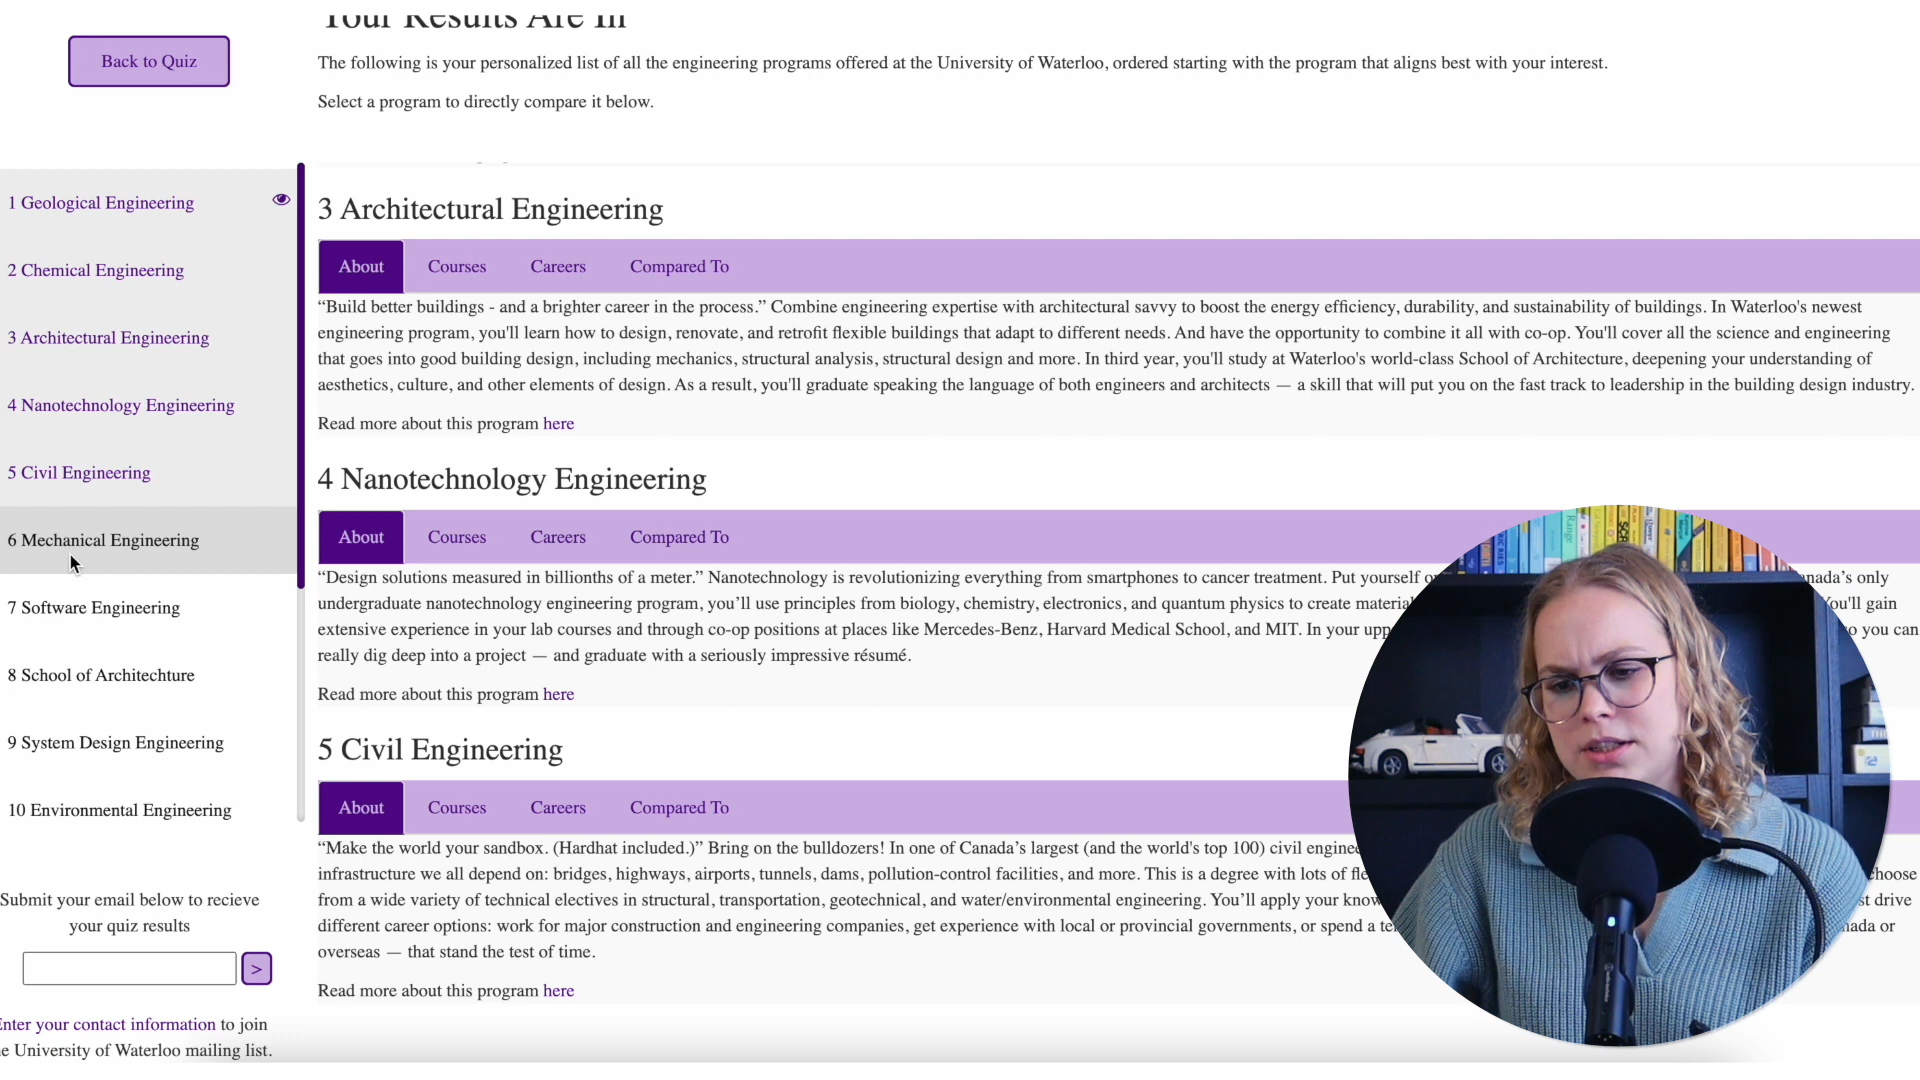 Your Results Are In
Back to Quiz
The following is your personalized list of all the engineering programs offered at the University of Waterloo, ordered starting with the program that aligns best with your interest.
Select a program to directly compare it below.
1 Geological Engineering
2 Chemical Engineering
3 Architectural Engineering
4 Nanotechnology Engineering
5 Civil Engineering
6 Mechanical Engineering
7 Software Engineering
8 School of Architechture
9 System Design Engineering
10 Environmental Engineering
Submit your email below to recieve
your quiz results
>
Enter your contact information to join
University of Waterloo mailing list.
3 Architectural Engineering
About Courses Careers Compared To
“Build better buildings - and a brighter career in the process.” Combine engineering expertise with architectural savvy to boost the energy efficiency, durability, and sustainability of buildings. In Waterloo's newest
engineering program, you'll learn how to design, renovate, and retrofit flexible buildings that adapt to different needs. And have the opportunity to combine it all with co-op. You'll cover all the science and engineering
that goes into good building design, including mechanics, structural analysis, structural design and more. In third year, you'll study at Waterloo's world-class School of Architecture, deepening your understanding of
aesthetics, culture, and other elements of design. As a result, you'll graduate speaking the language of both engineers and architects — a skill that will put you on the fast track to leadership in the building design industry.
Read more about this program here
4 Nanotechnology Engineering
About Courses Careers Compared To
“Design solutions measured in billionths of a meter.” Nanotechnology is revolutionizing everything from smartphones to cancer treatment. Put yourself only
undergraduate nanotechnology engineering program, you’ll use principles from biology, chemistry, electronics, and quantum physics to create You'll gain
extensive experience in your lab courses and through co-op positions at places like Mercedes-Benz, Harvard Medical School, and MIT. In your so you can
really dig deep into a project — and graduate with a seriously impressive résumé.
Read more about this program here
5 Civil Engineering
About Courses Careers Compared To
“Make the world your sandbox. (Hardhat included.)” Bring on the bulldozers! In one of Canada’s largest (and the world's top 100) civil
infrastructure we all depend on: bridges, highways, airports, tunnels, dams, pollution-control facilities, and more. This is a degree with lots of choose
from a wide variety of technical electives in structural, transportation, geotechnical, and water/environmental engineering. You’ll apply your drive
different career options: work for major construction and engineering companies, get experience with local or provincial governments, or spend a or
overseas — that stand the test of time.
Read more about this program here